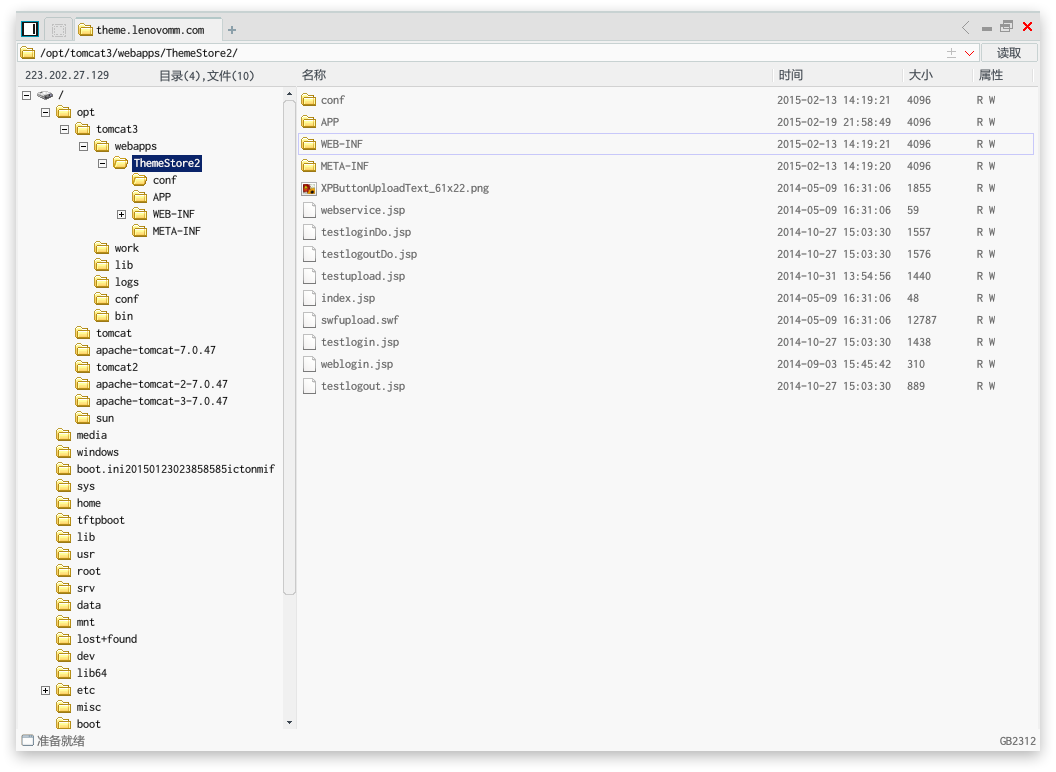 theme.lenovomm.com
/opt/tomcat3/webapps/ThemeStore2/
读取
223.202.27.129 目录(4),文件(10)
名称 时间 大小 属性
/
opt
tomcat3
webapps
ThemeStore2
conf
APP
WEB-INF
META-INF
work
lib
logs
conf
bin
tomcat
apache-tomcat-7.0.47
tomcat2
apache-tomcat-2-7.0.47
apache-tomcat-3-7.0.47
sun
media
windows
boot.ini20150123023858585ictonmif
sys
home
tftpboot
lib
usr
root
srv
data
mnt
lost+found
dev
lib64
etc
misc
boot
conf 2015-02-13 14:19:21 4096 R W
APP 2015-02-19 21:58:49 4096 R W
WEB-INF 2015-02-13 14:19:21 4096 R W
META-INF 2015-02-13 14:19:20 4096 R W
XPButtonUploadText_61x22.png 2014-05-09 16:31:06 1855 R W
webservice.jsp 2014-05-09 16:31:06 59 R W
testloginDo.jsp 2014-10-27 15:03:30 1557 R W
testlogoutDo.jsp 2014-10-27 15:03:30 1576 R W
testupload.jsp 2014-10-31 13:54:56 1440 R W
index.jsp 2014-05-09 16:31:06 48 R W
swfupload.swf 2014-05-09 16:31:06 12787 R W
testlogin.jsp 2014-10-27 15:03:30 1438 R W
weblogin.jsp 2014-09-03 15:45:42 310 R W
testlogout.jsp 2014-10-27 15:03:30 889 R W
准备就绪 GB2312